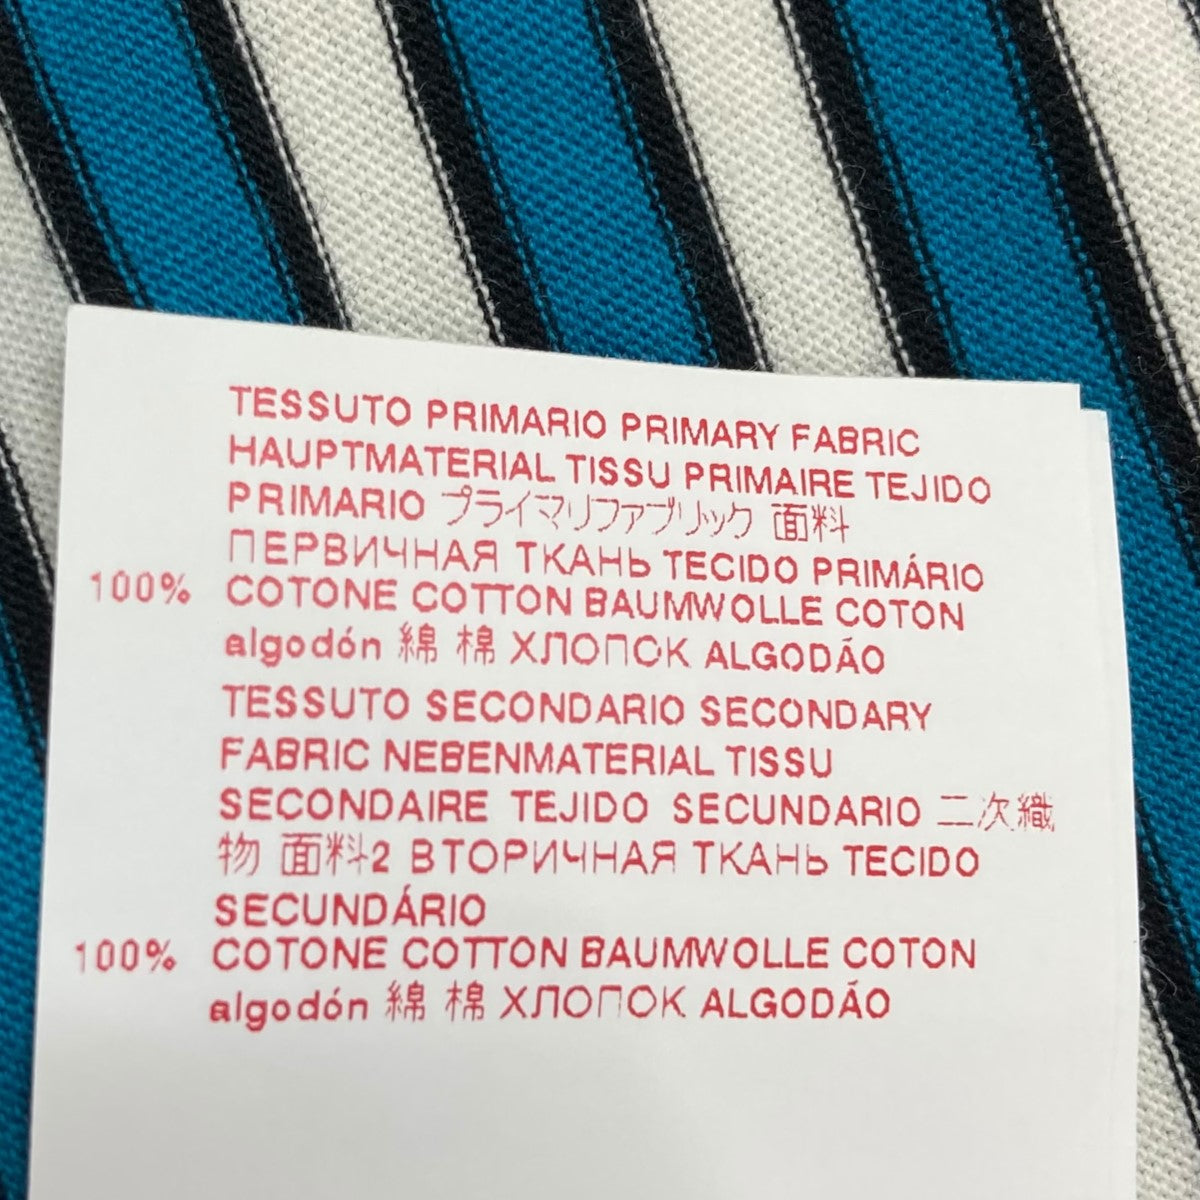 TESSUTO PRIMARIO PRIMARY FABRIC
HAUPTMATERIAL TISSU PRIMAIRE TEJIDO
PRIMARIO プライマリファブリック 面料
ПЕРВИЧНАЯ ТКАНЬ TECIDO PRIMÁRIO
100% COTONE COTTON BAUMWOLLE COTON
algodón 綿 棉 ХЛОПОК ALGODÃO
TESSUTO SECONDARIO SECONDARY
FABRIC NEBENMATERIAL TISSU
SECONDAIRE TEJIDO SECUNDARIO 二次織
物 面料2 ВТОРИЧНАЯ ТКАНЬ TECIDO
SECUNDÁRIO
100% COTONE COTTON BAUMWOLLE COTON
algodón 綿 棉 ХЛОПОК ALGODÃO